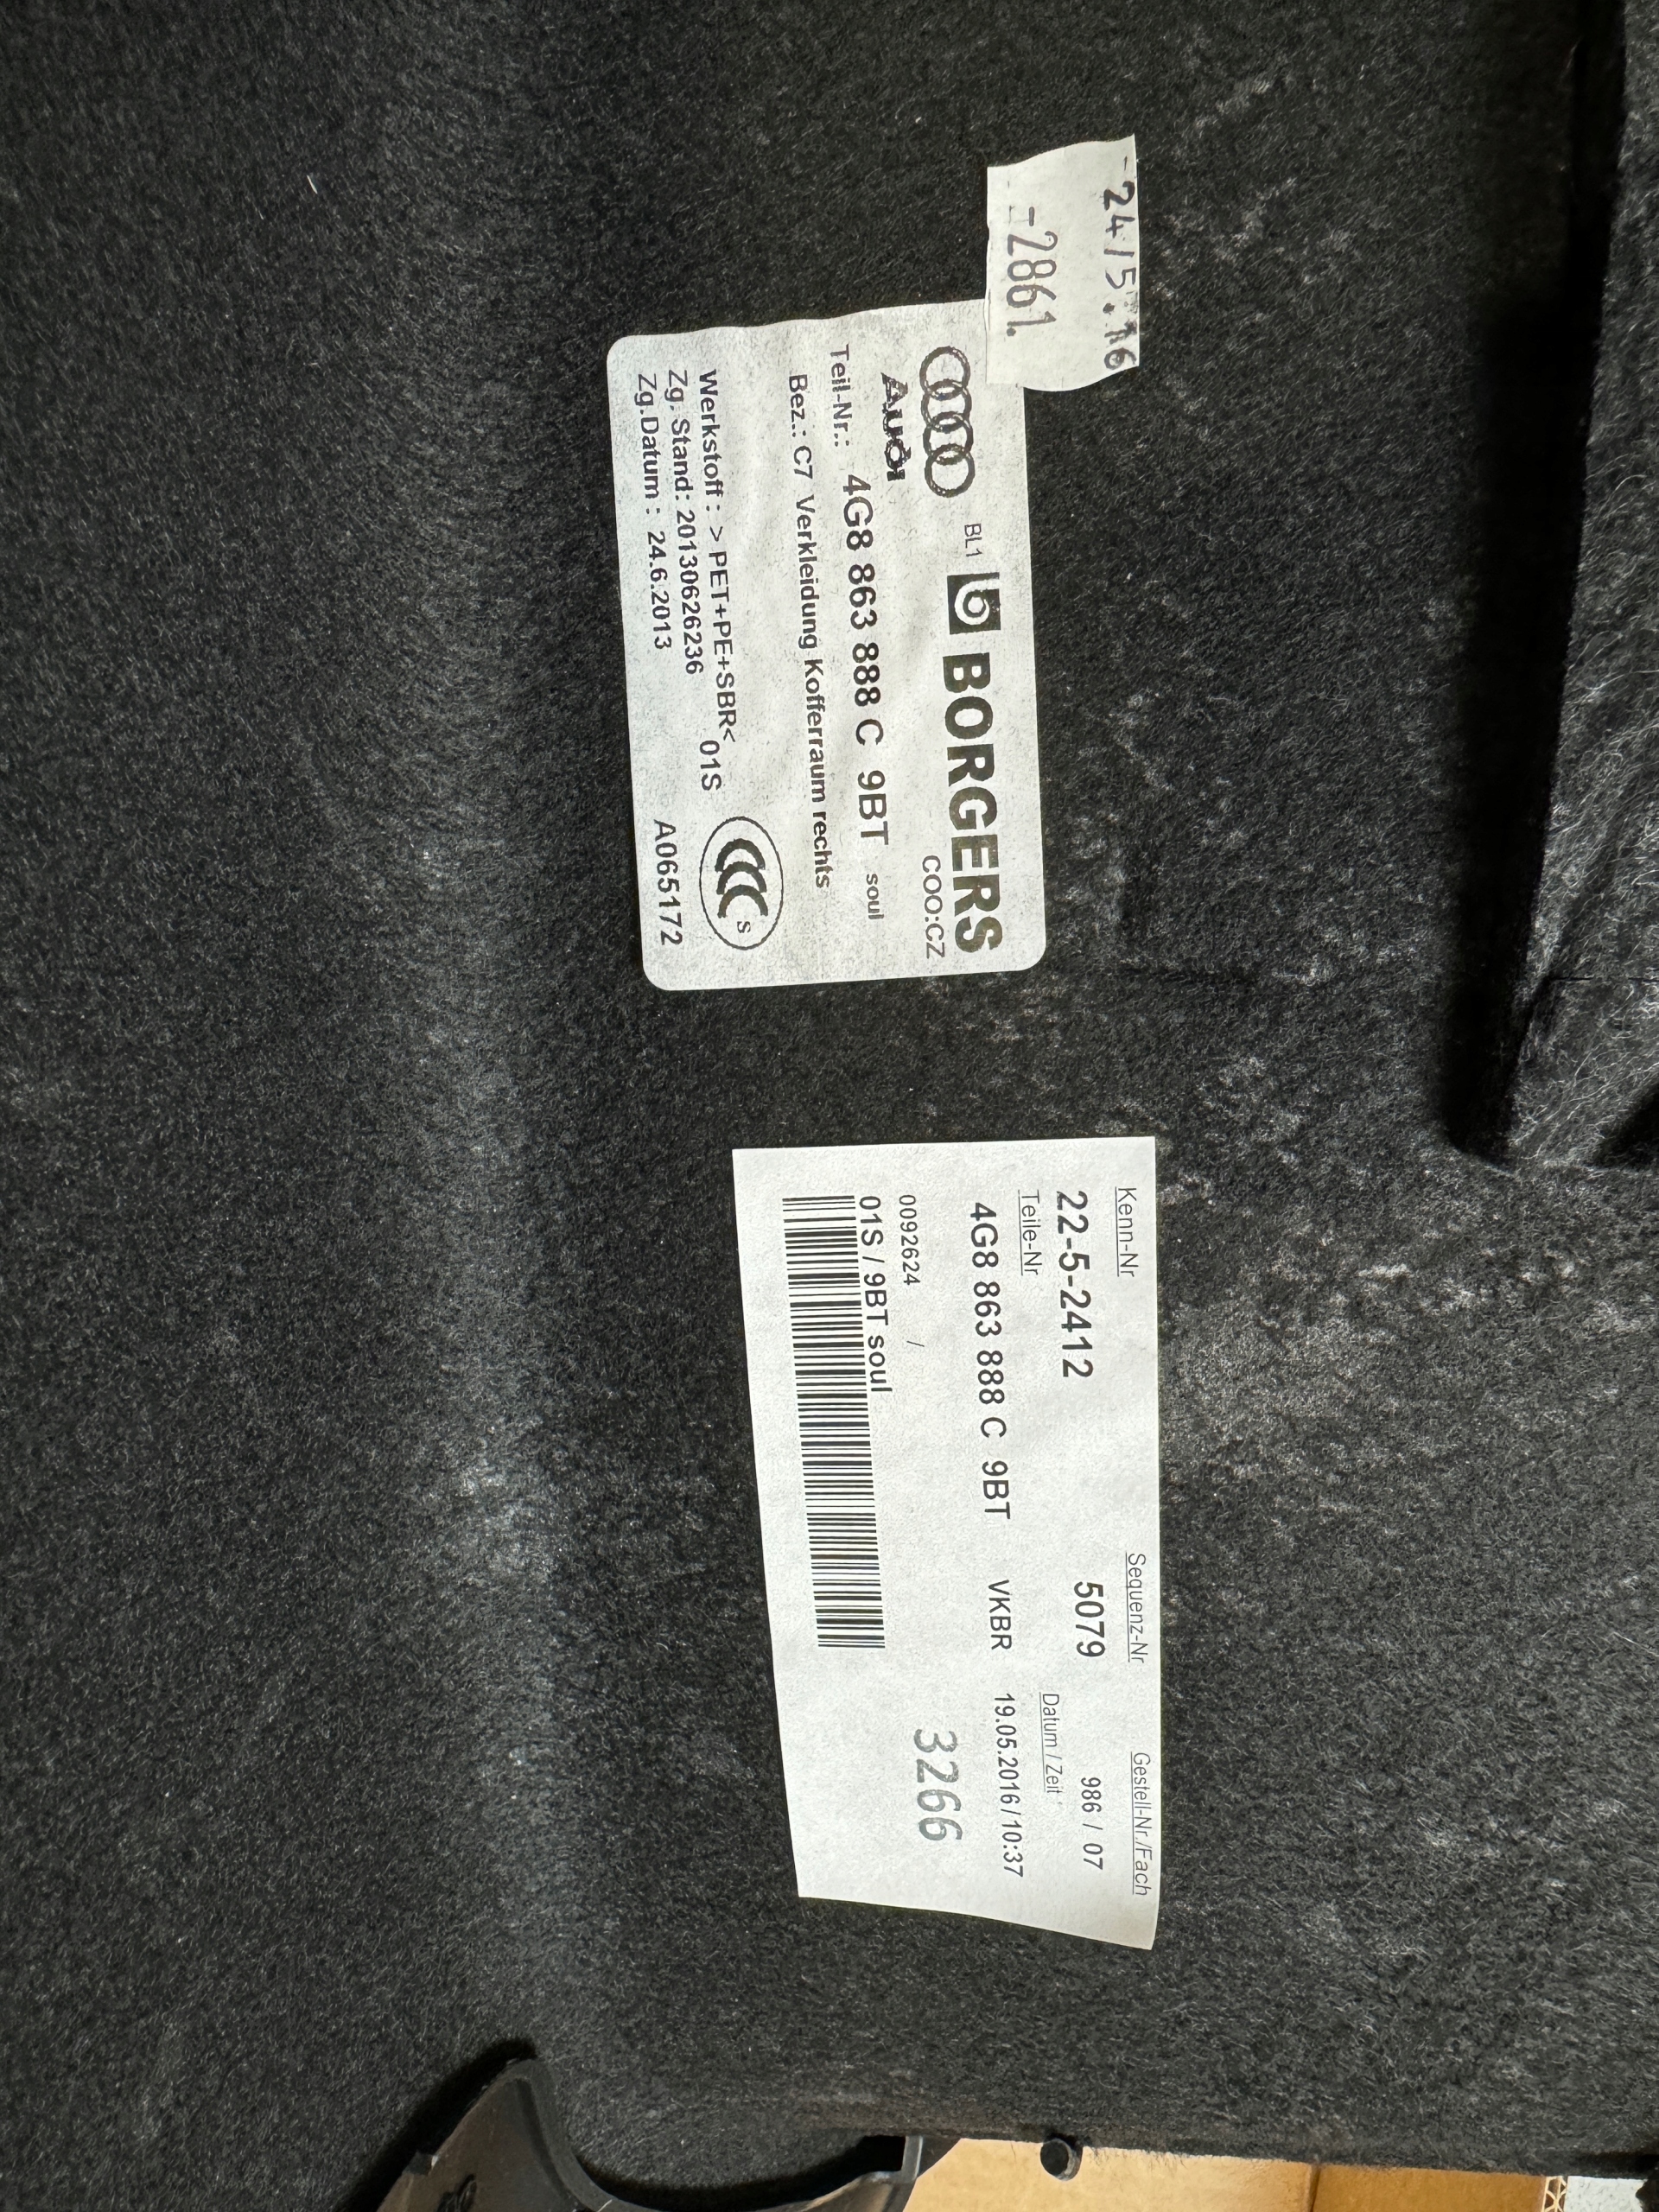 - 24/5.16
-2861.
Audi
BL1 b BORGERS
COO:CZ
Teil-Nr.: 4G8 863 888 C 9BT soul
Bez.: C7 Verkleidung Kofferraum rechts
Werkstoff : > PET+PE+SBR<
01S
Zg. Stand: 20130626236
Zg.Datum : 24.6.2013
CCC S
A065172
Kenn-Nr Sequenz-Nr Gestell-Nr./Fach
22-5-2412 5079 986 / 07
Teile-Nr Datum / Zeit
4G8 863 888 C 9BT VKBR 19.05.2016/10:37
0092624 /
3266
01S / 9BT soul